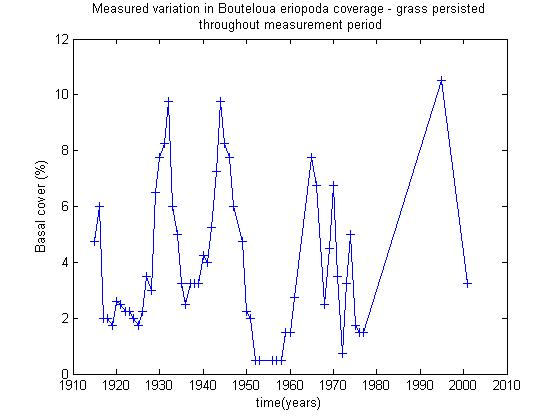 Measured variation in Bouteloua eriopoda coverage - grass persisted
throughout measurement period
12
10
8
6
4
2
0
Basal cover (%)
1910 1920 1930 1940 1950 1960 1970 1980 1990 2000 2010
time(years)